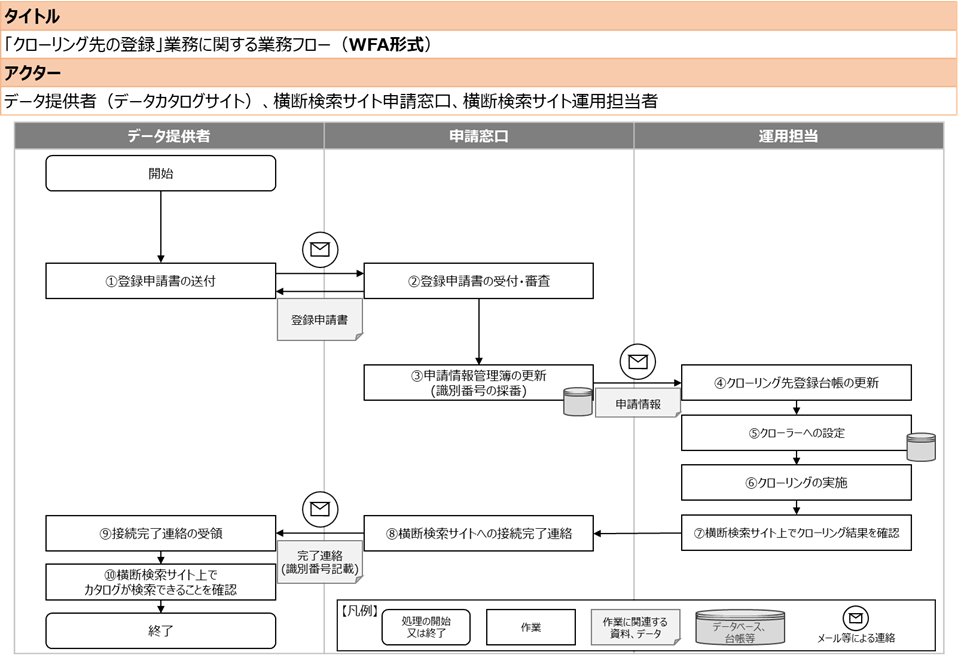 タイトル
「クローリング先の登録」業務に関する業務フロー（WFA形式）
アクター
データ提供者（データカタログサイト）、横断検索サイト申請窓口、横断検索サイト運用担当者
データ提供者
申請窓口
運用担当
開始
①登録申請書の送付
②登録申請書の受付・審査
登録申請書
③申請情報管理簿の更新
(識別番号の採番)
申請情報
④クローリング先登録台帳の更新
⑤クローラーへの設定
⑥クローリングの実施
⑦横断検索サイト上でクローリング結果を確認
⑧横断検索サイトへの接続完了連絡
⑨接続完了連絡の受領
完了連絡
(識別番号記載)
⑩横断検索サイト上で
カタログが検索できることを確認
終了
【凡例】
処理の開始
又は終了
作業
作業に関連する
資料、データ
データベース、
台帳等
メール等による連絡